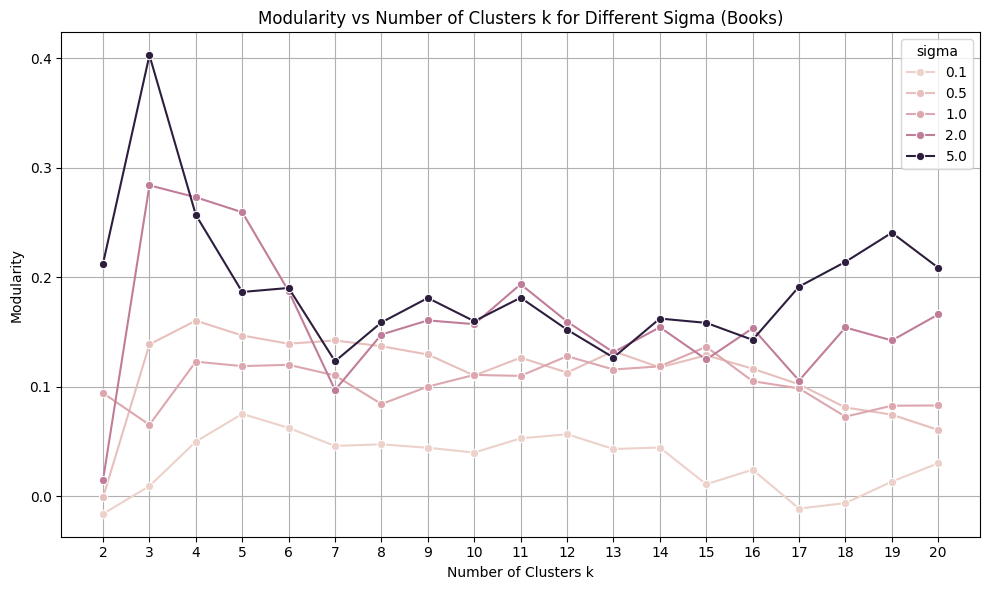 Modularity vs Number of Clusters k for Different Sigma (Books)
sigma
0.1
0.5
1.0
2.0
5.0
Modularity
0.4
0.3
0.2
0.1
0.0
2 3 4 5 6 7 8 9 10 11 12 13 14 15 16 17 18 19 20
Number of Clusters k